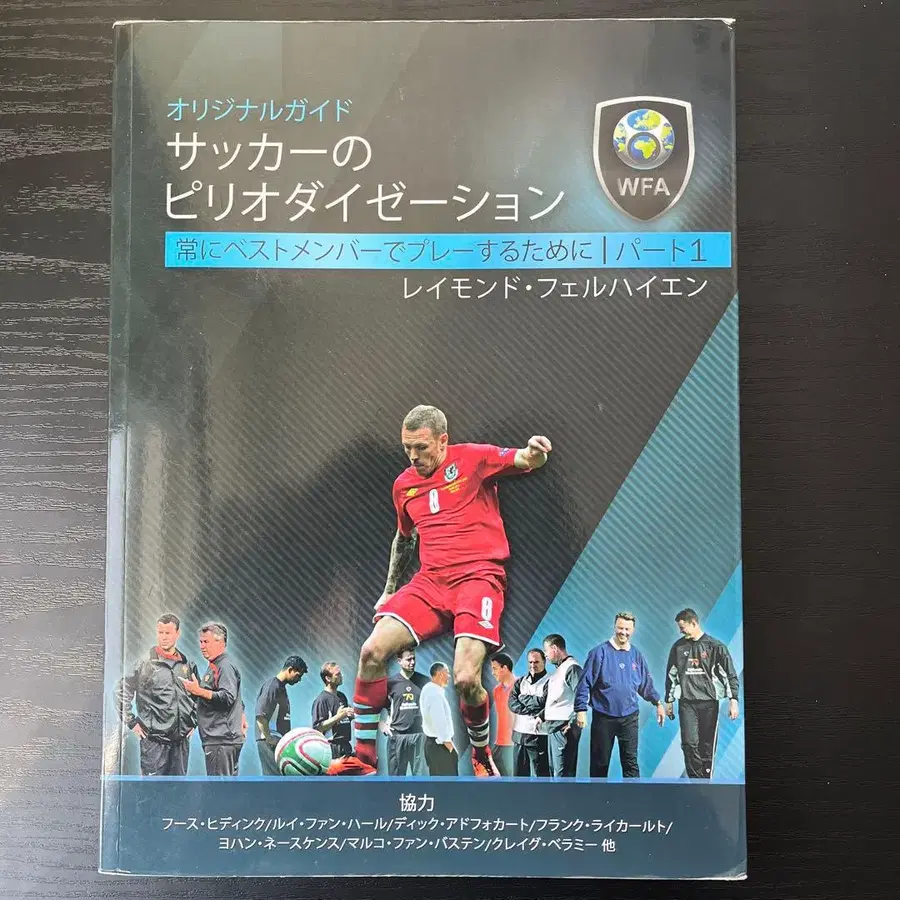 オリジナルガイド
サッカーの
ピリオダイゼーション
WFA
常にベストメンバーでプレーするために|パート1
レイモンド・フェルハイエン
8
8
協力
フース・ヒディンク/ルイ・ファン・ハール/ディック・アドフォカート/フランク・ライカールト/
ヨハン・ネースケンス/マルコ・ファン・バステン/クレイグ・ベラミー 他